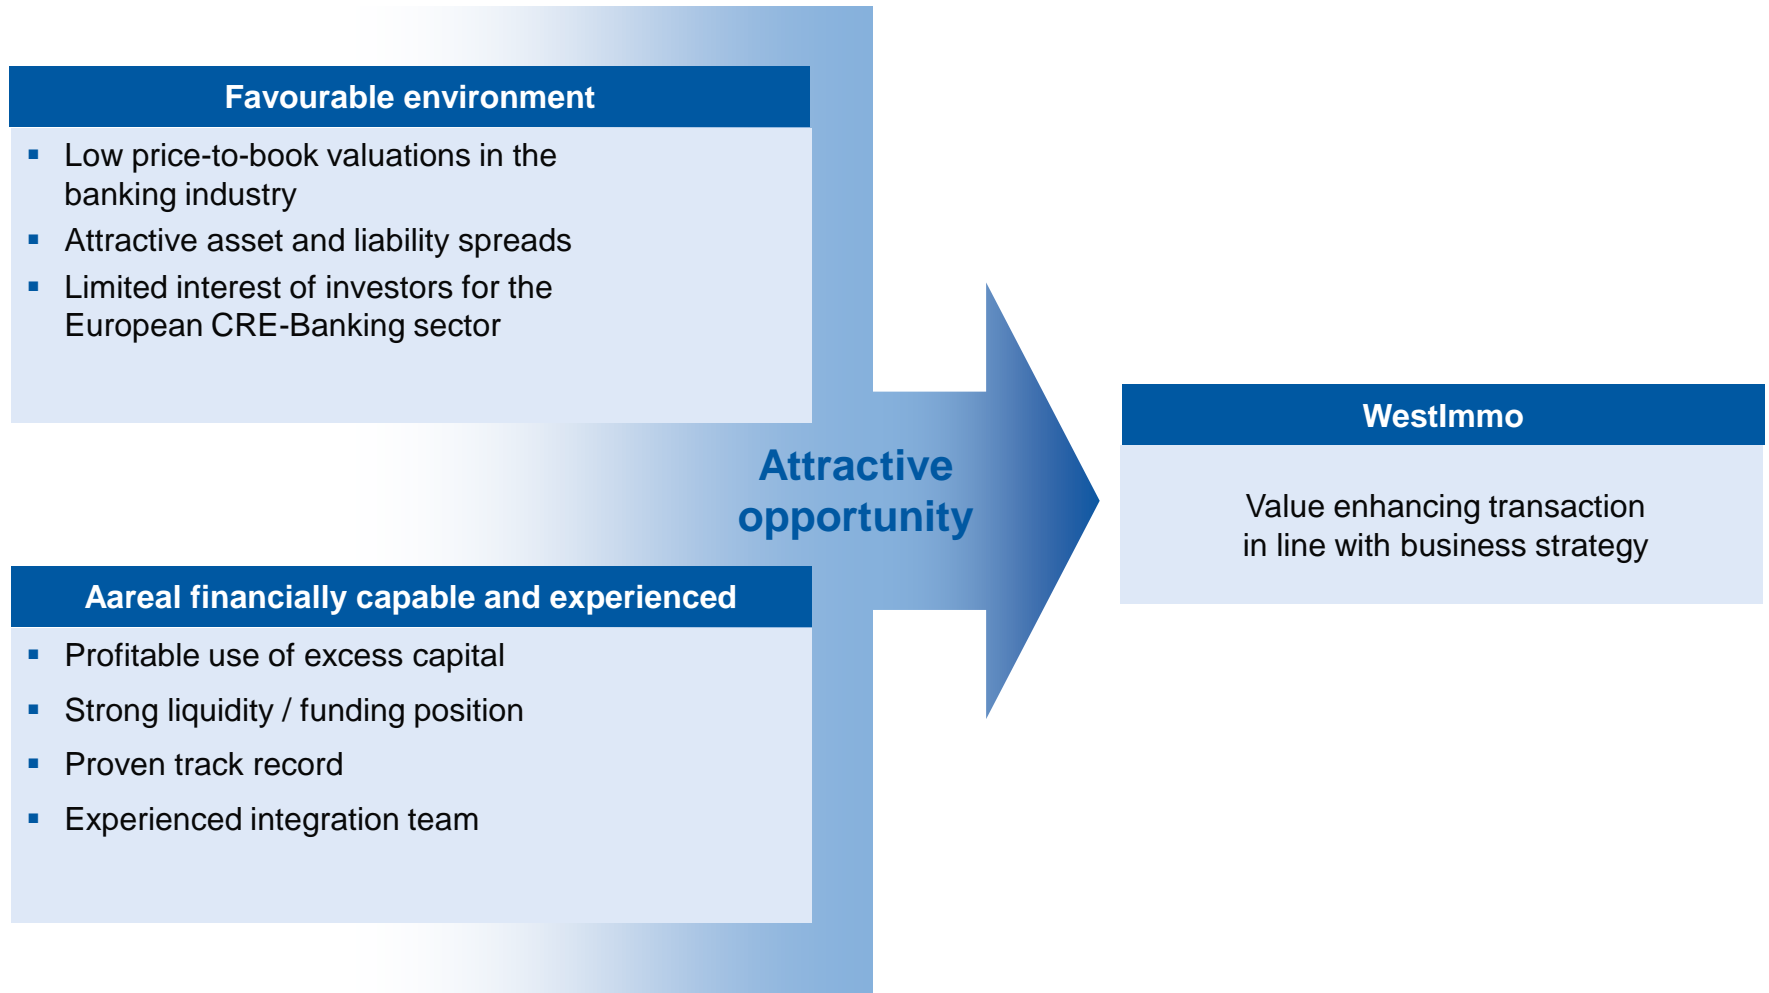 Favourable environment
▪ Low price-to-book valuations in the
banking industry
▪ Attractive asset and liability spreads
▪ Limited interest of investors for the
European CRE-Banking sector
Attractive
opportunity
Aareal financially capable and experienced
▪ Profitable use of excess capital
▪ Strong liquidity / funding position
▪ Proven track record
▪ Experienced integration team
WestImmo
Value enhancing transaction
in line with business strategy